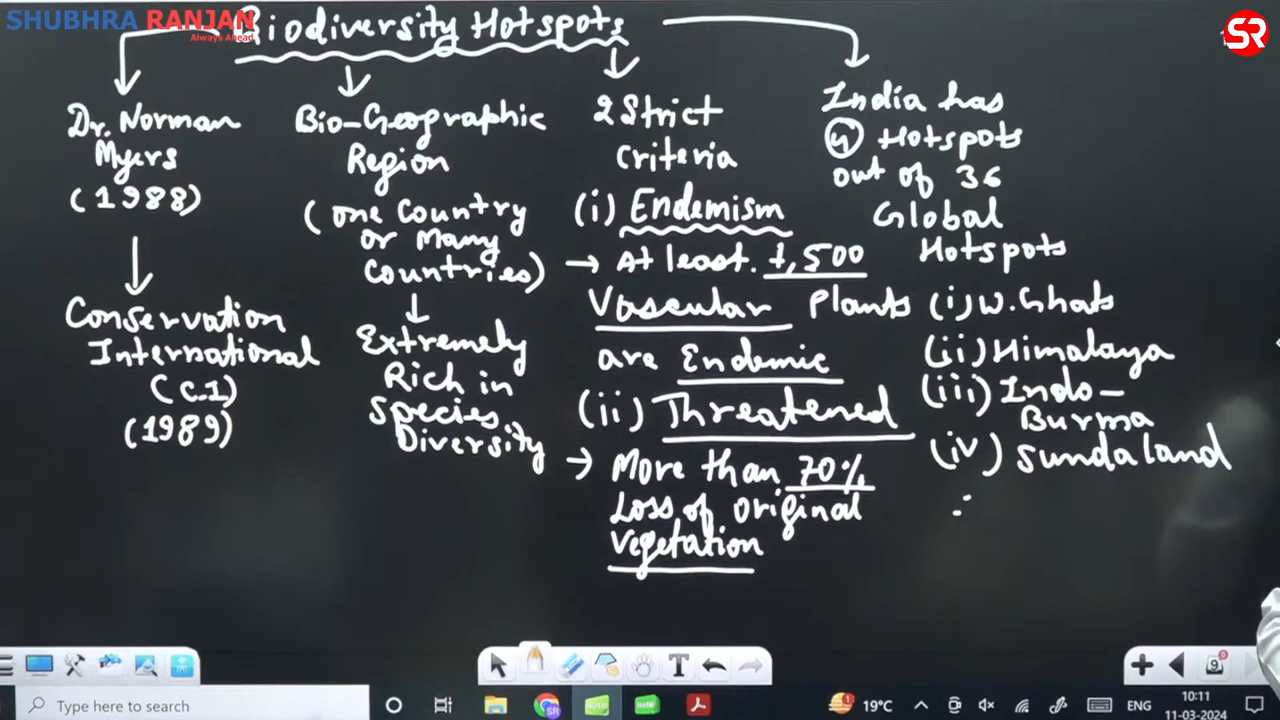 SHUBHRA RANJAN
Always Ahead
SR
Biodiversity Hotspots
Dr. Norman
Myers
(1988)
Conservation
International
(C.I)
(1989)
Bio-Geographic
Region
(one Country
or Many
Countries)
Extremely
Rich in
Species
Diversity
2 Strict
Criteria
(i) Endemism
→ At least 1,500
Vascular Plants
are Endemic
(ii) Threatened
→ More than 70%
Loss of original
vegetation
India has
4 Hotspots
out of 36
Global
Hotspots
(i) W. Ghats
(ii) Himalaya
(iii) Indo-
Burma
(iv) Sundaland
Type here to search
19°C
ENG
10:11
11-03-2024